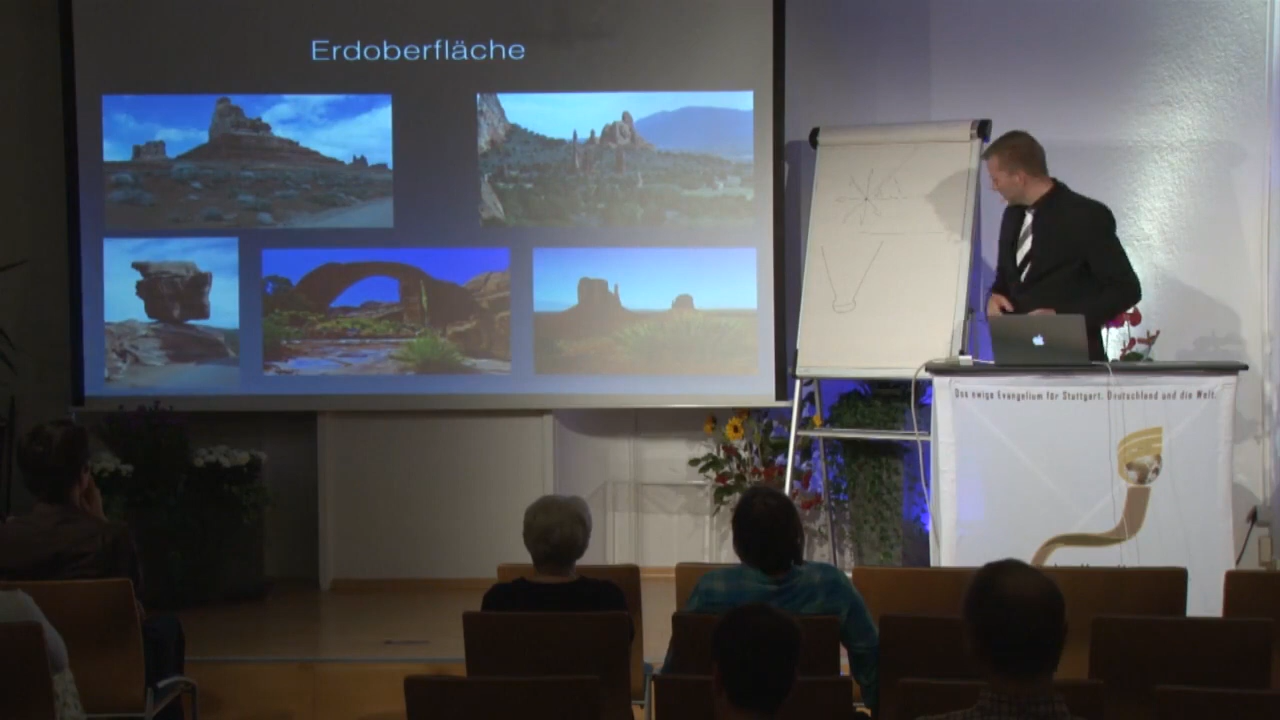 Erdoberfläche
Das ewige Evangelium für Stuttgart, Deutschland und die Welt.